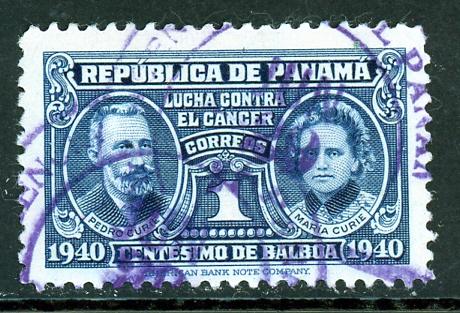 REPUBLICA DE PANAMÁ
LUCHA CONTRA
EL CANCER
CORREOS
1
PEDRO CURIE
MARIA CURIE
1940 CENTESIMO DE BALBOA 1940
AMERICAN BANK NOTE COMPANY.